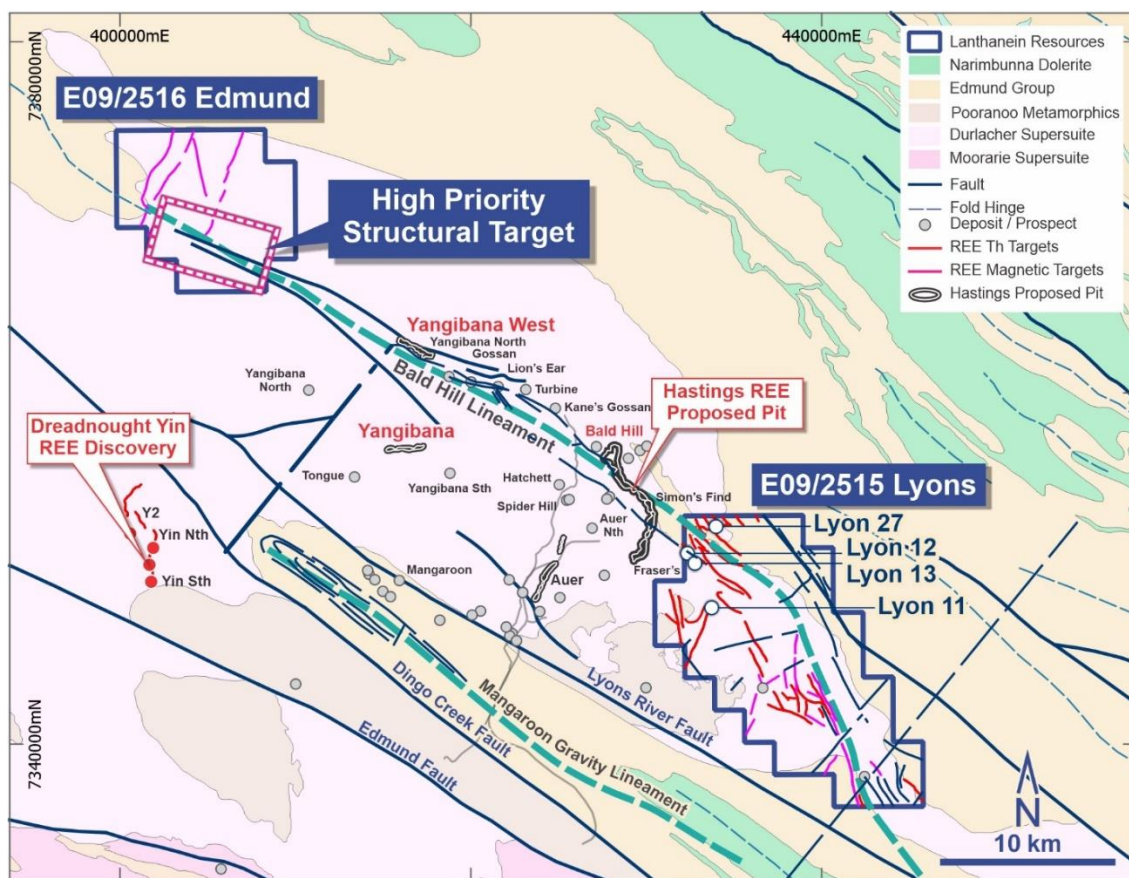 400000mE
440000mE
7380000mN
7340000mN
E09/2516 Edmund
High Priority
Structural Target
Lanthanein Resources
Narimbunna Dolerite
Edmund Group
Pooranoo Metamorphics
Durlacher Supersuite
Moorarie Supersuite
Fault
Fold Hinge
Deposit / Prospect
REE Th Targets
REE Magnetic Targets
Hastings Proposed Pit
Yangibana West
Yangibana North
Gossan
Lion's Ear
Turbine
Kane's Gossan
Bald Hill Lineament
Yangibana
North
Hastings REE
Proposed Pit
Bald Hill
Dreadnought Yin
REE Discovery
Yangibana
Tongue
Yangibana Sth
Hatchett
Spider Hill
Auer
Nth
Simon's Find
E09/2515 Lyons
Y2
Yin Nth
Yin Sth
Mangaroon
Auer
Fraser's
Lyon 27
Lyon 12
Lyon 13
Lyon 11
Lyons River Fault
Mangaroon Gravity Lineament
Dingo Creek Fault
Edmund Fault
N
10 km